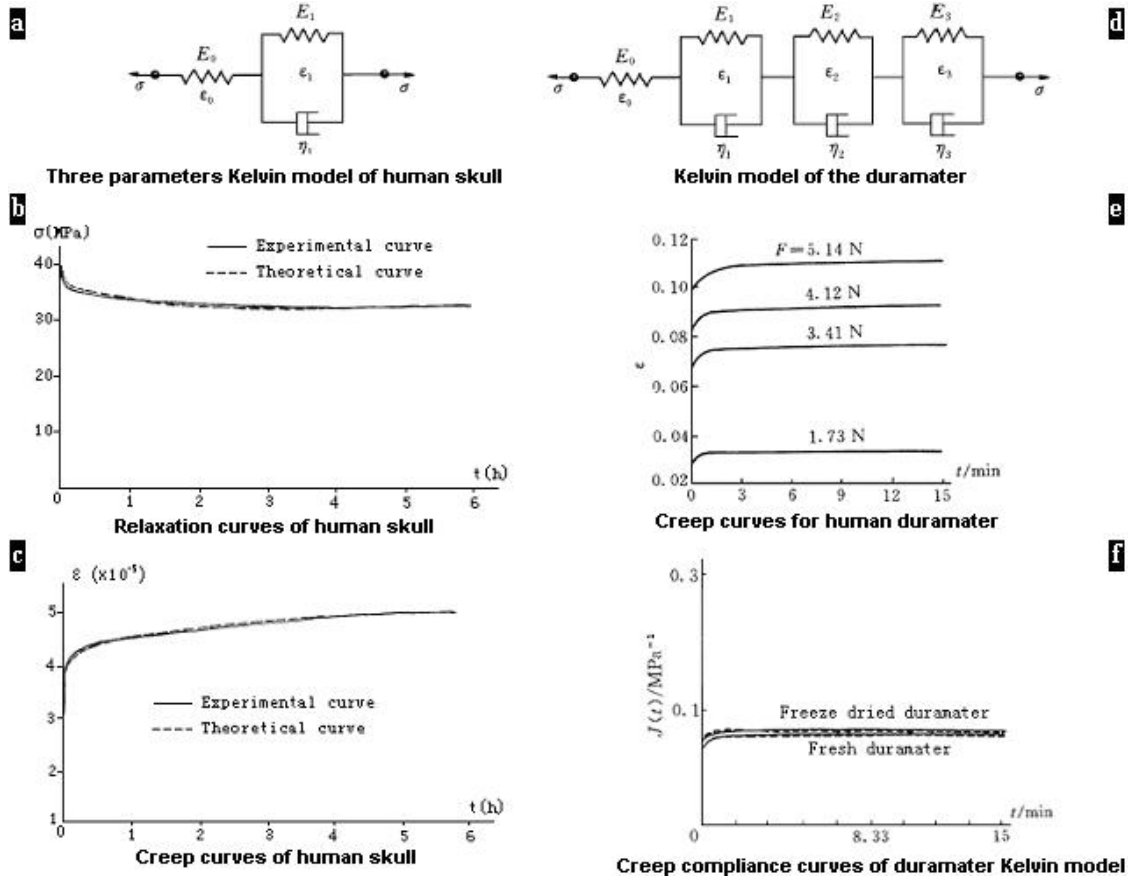 a
E₁
E₀
ε₁
σ
ε₀
σ
η₁
Three parameters Kelvin model of human skull
b
σ(MPa)
Experimental curve
Theoretical curve
40
30
20
10
t(h)
0 1 2 3 4 5 6
Relaxation curves of human skull
c
ε (×10⁻⁵)
5
4
Experimental curve
Theoretical curve
3
2
t(h)
1
0 1 2 3 4 5 6
Creep curves of human skull
d
E₁ E₂ E₃
E₀
ε₁ ε₂ ε₃
σ
ε₀
σ
η₁ η₂ η₃
Kelvin model of the duramater
e
0.12
F=5.14 N
0.10
4.12 N
0.08
3.41 N
ε
0.06
0.04
1.73 N
t/min
0.02
0 3 6 9 12 15
Creep curves for human duramater
f
0.3
J(t)/MPa⁻¹
0.1
Freeze dried duramater
Fresh duramater
t/min
0 8.33 15
Creep compliance curves of duramater Kelvin model